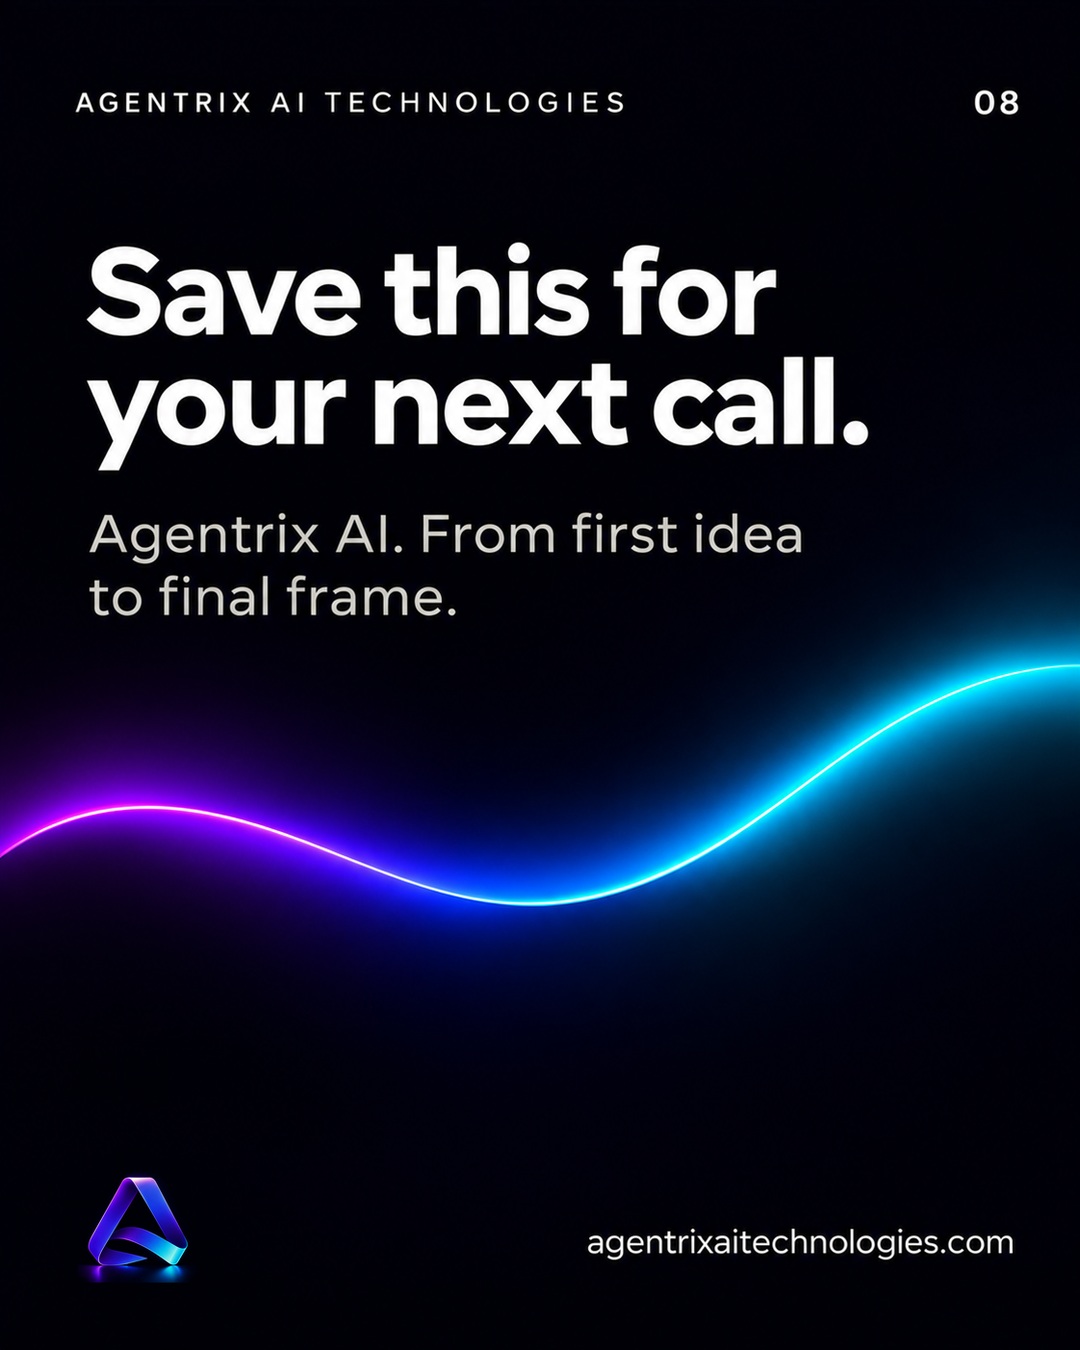 AGENTRIX AI TECHNOLOGIES
08
Save this for
your next call.
Agentrix AI. From first idea
to final frame.
agentrixaitechnologies.com